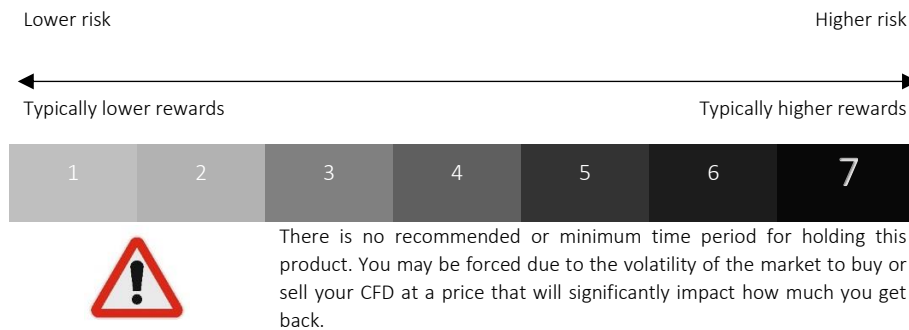 Lower risk Higher risk
Typically lower rewards Typically higher rewards
1 2 3 4 5 6 7
There is no recommended or minimum time period for holding this
product. You may be forced due to the volatility of the market to buy or
sell your CFD at a price that will significantly impact how much you get
back.